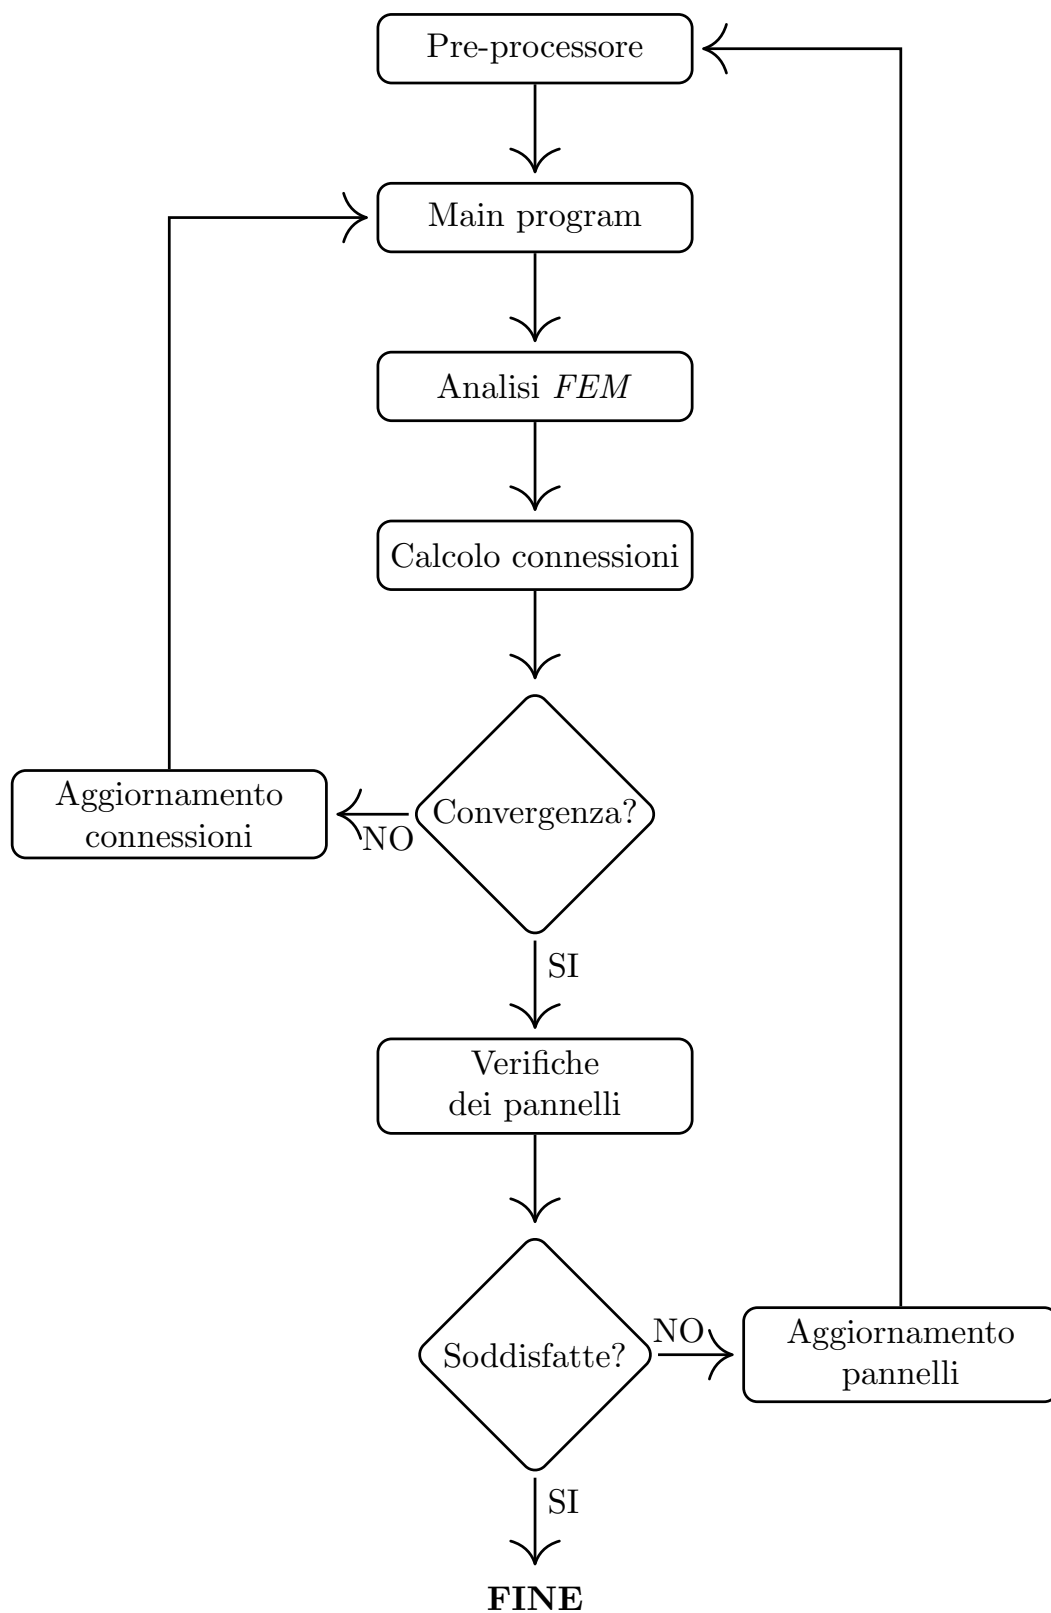 Pre-processore
Main program
Analisi FEM
Calcolo connessioni
Convergenza?
NO
Aggiornamento
connessioni
SI
Verifiche
dei pannelli
Soddisfatte?
NO
Aggiornamento
pannelli
SI
FINE